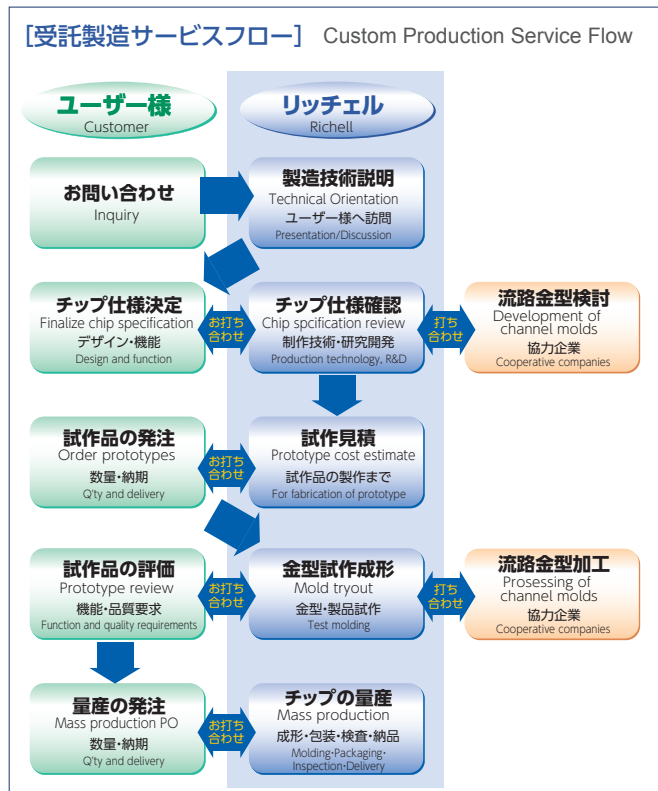 [受託製造サービスフロー] Custom Production Service Flow
ユーザー様
Customer
リッチェル
Richell
お問い合わせ
Inquiry
製造技術説明
Technical Orientation
ユーザー様へ訪問
Presentation/Discussion
チップ仕様決定
Finalize chip specification
デザイン・機能
Design and function
お打ち
合わせ
チップ仕様確認
Chip spcification review
制作技術・研究開発
Production technology, R&D
打ち
合わせ
流路金型検討
Development of
channel molds
協力企業
Cooperative companies
試作品の発注
Order prototypes
数量・納期
Q'ty and delivery
お打ち
合わせ
試作見積
Prototype cost estimate
試作品の製作まで
For fabrication of prototype
試作品の評価
Prototype review
機能・品質要求
Function and quality requirements
お打ち
合わせ
金型試作成形
Mold tryout
金型・製品試作
Test molding
打ち
合わせ
流路金型加工
Prosessing of
channel molds
協力企業
Cooperative companies
量産の発注
Mass production PO
数量・納期
Q'ty and delivery
お打ち
合わせ
チップの量産
Mass production
成形・包装・検査・納品
Molding・Packaging・
Inspection・Delivery